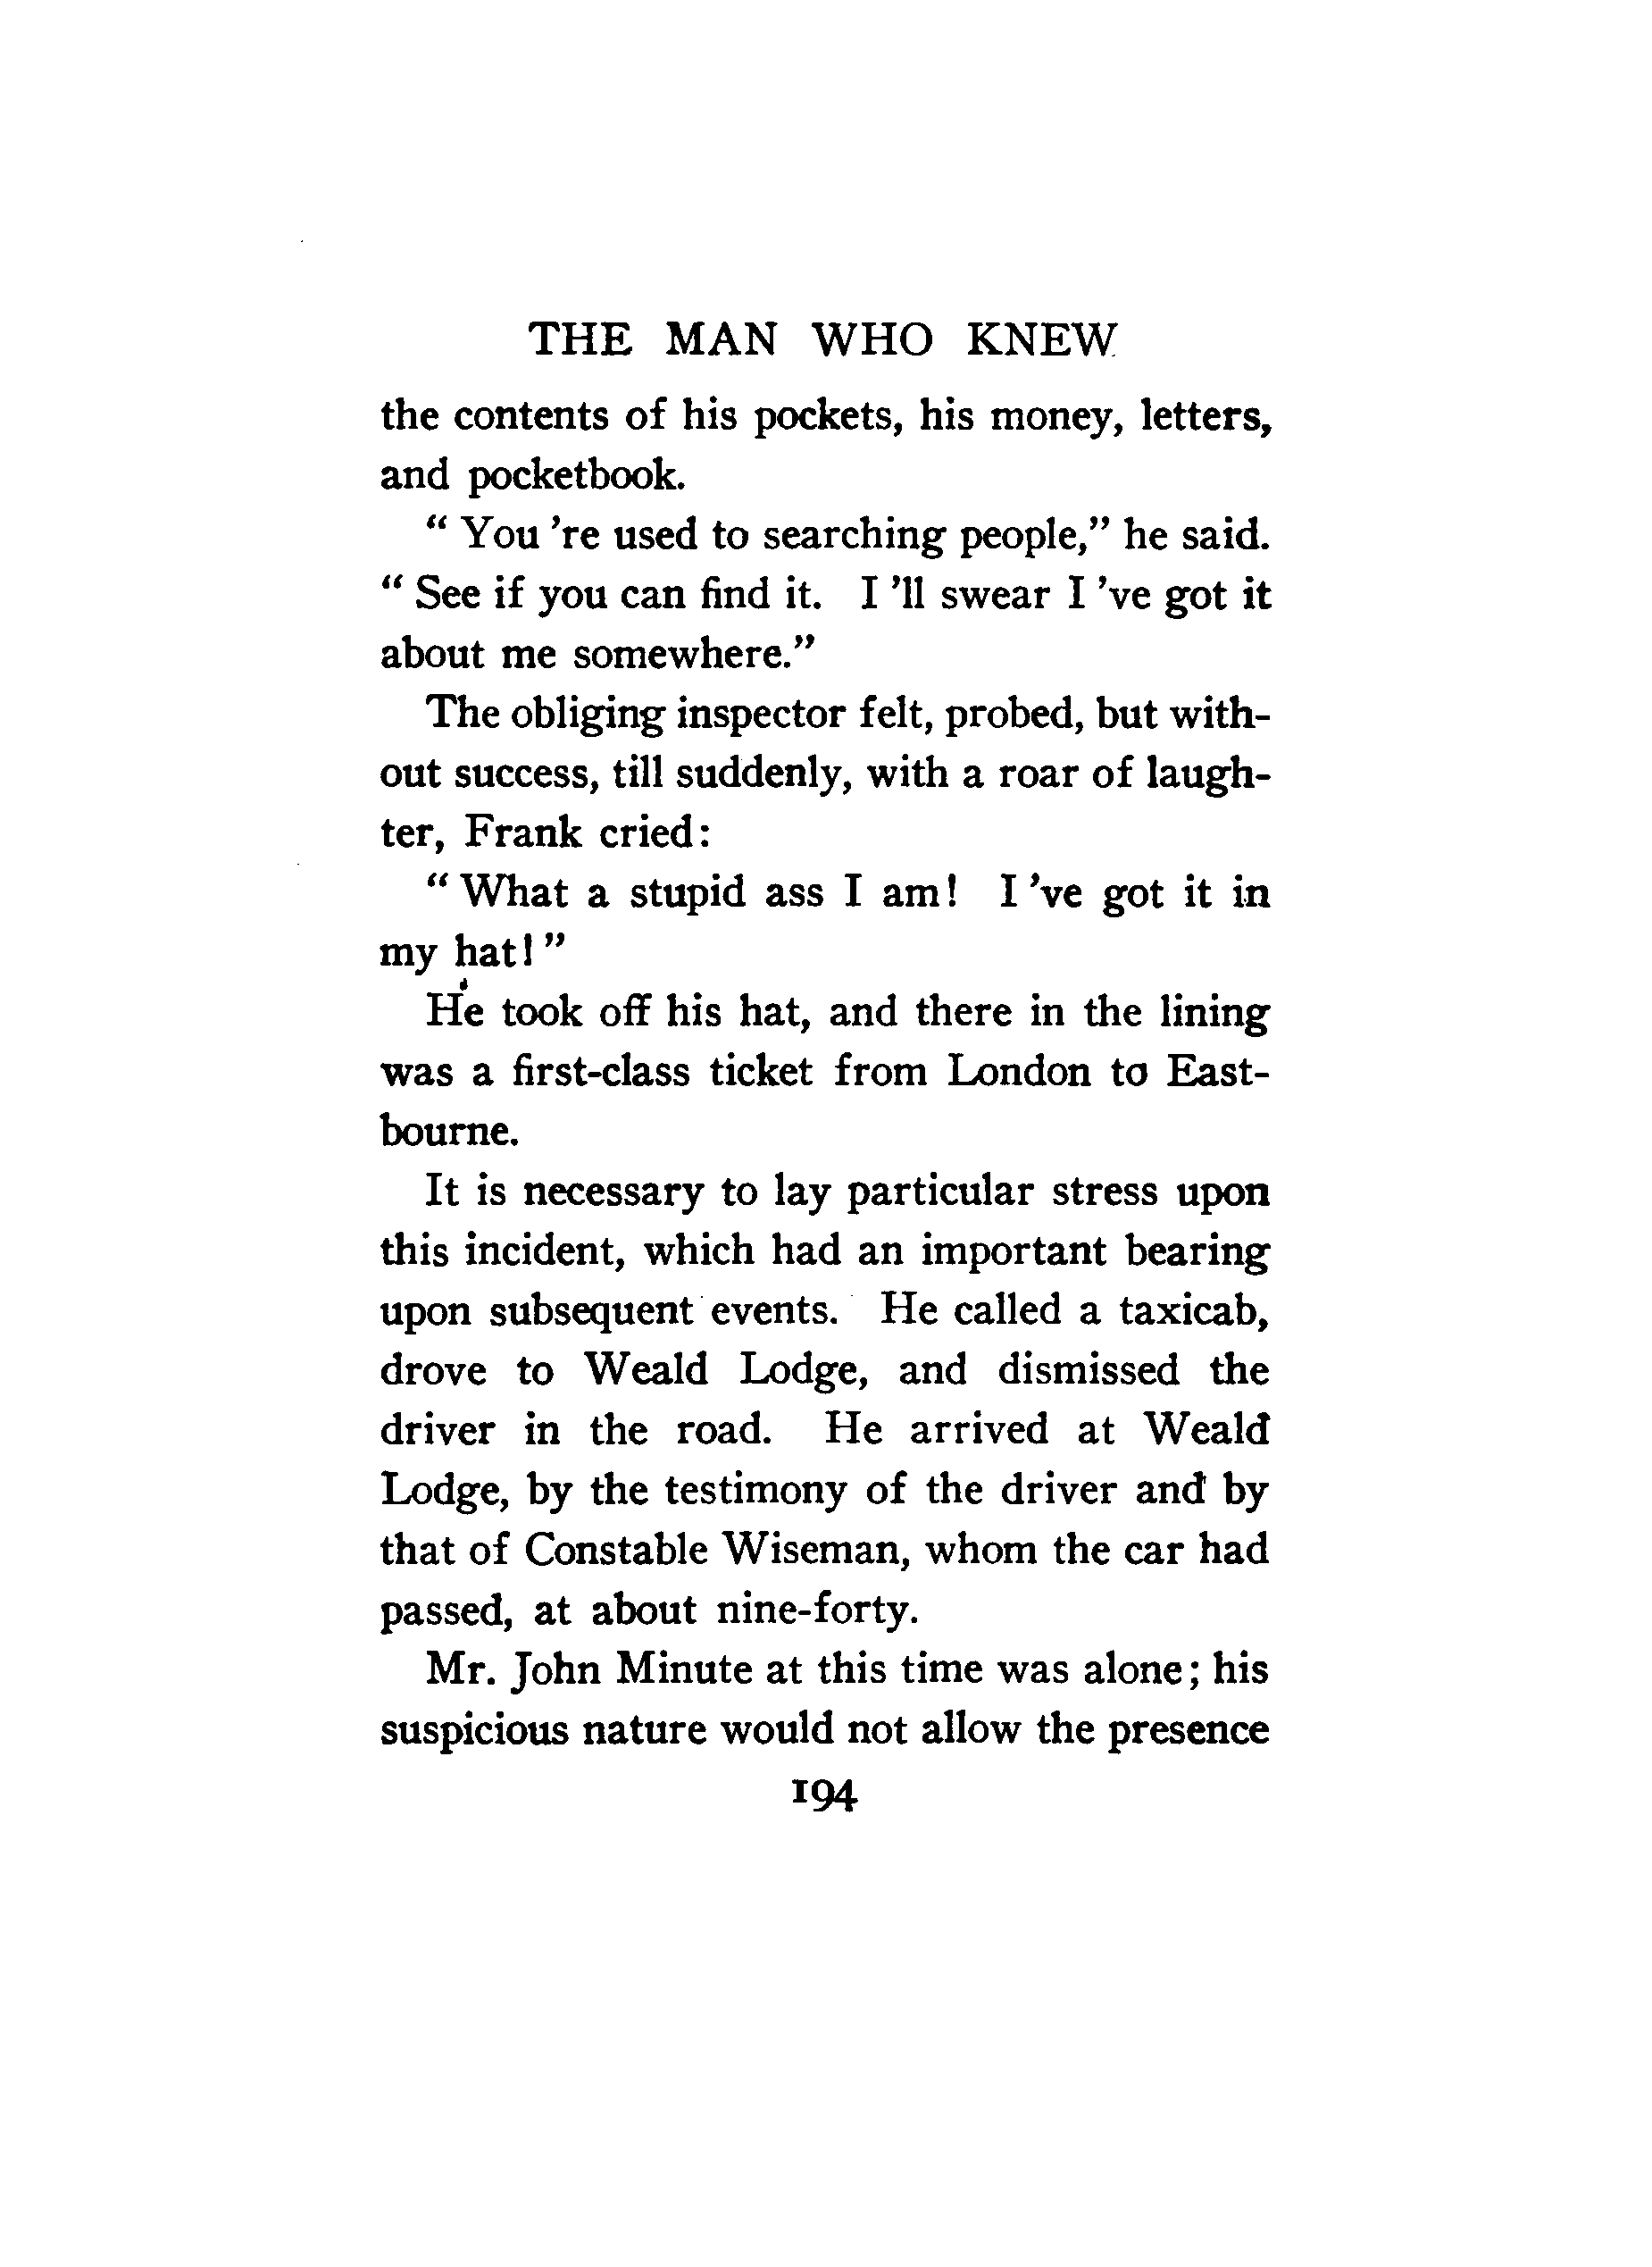 THE MAN WHO KNEW
the contents of his pockets, his money, letters,
and pocketbook.
“ You 're used to searching people,” he said.
“ See if you can find it. I 'll swear I 've got it
about me somewhere.”
The obliging inspector felt, probed, but with-
out success, till suddenly, with a roar of laugh-
ter, Frank cried:
“ What a stupid ass I am! I 've got it in
my hat! ”
He took off his hat, and there in the lining
was a first-class ticket from London to East-
bourne.
It is necessary to lay particular stress upon
this incident, which had an important bearing
upon subsequent events. He called a taxicab,
drove to Weald Lodge, and dismissed the
driver in the road. He arrived at Weald
Lodge, by the testimony of the driver and by
that of Constable Wiseman, whom the car had
passed, at about nine-forty.
Mr. John Minute at this time was alone; his
suspicious nature would not allow the presence
194